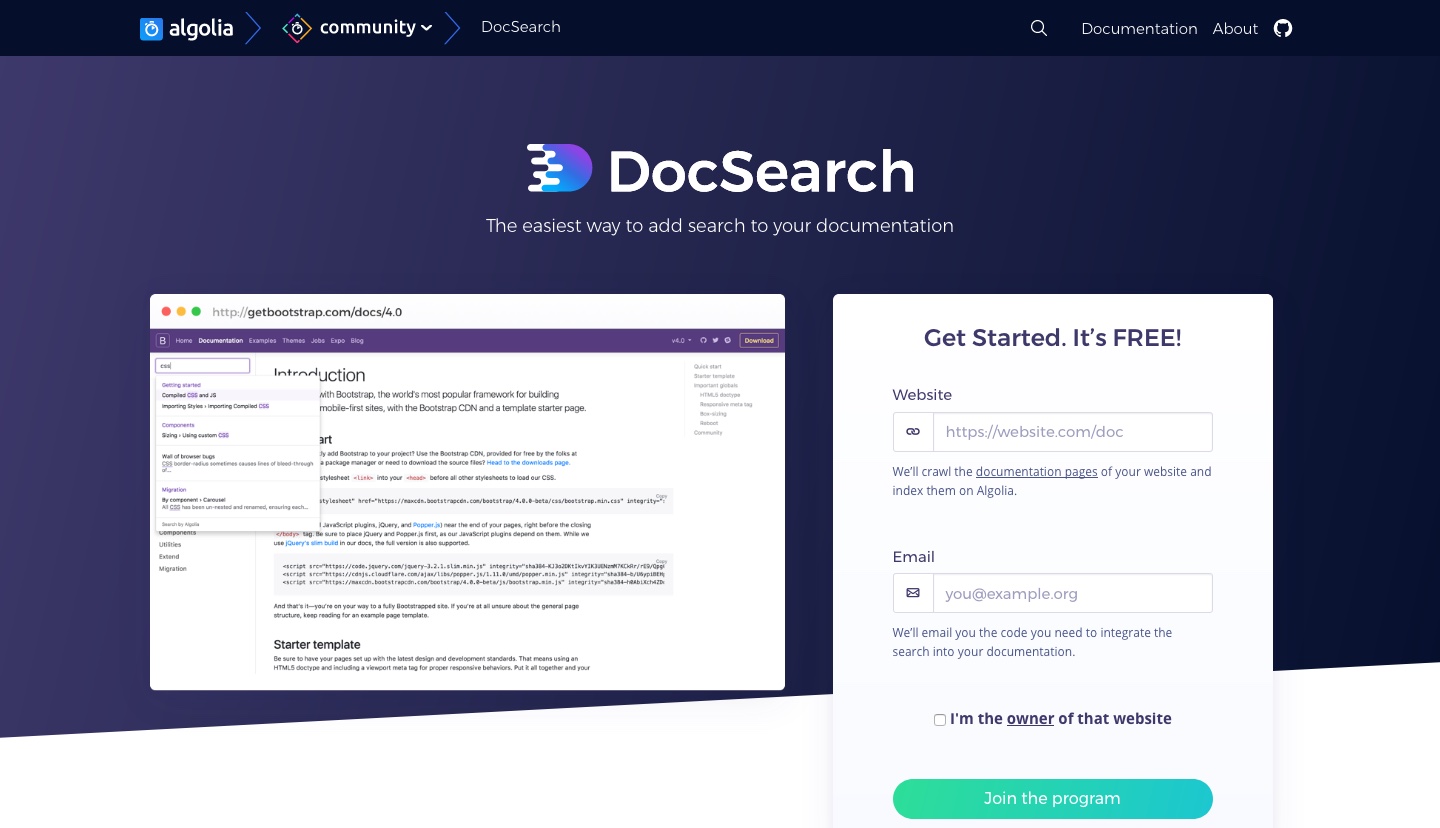 algolia
community
DocSearch
Documentation
About
DocSearch
The easiest way to add search to your documentation
http://getbootstrap.com/docs/4.0
B
Home Documentation Examples Themes Jobs Expo Blog
v4.0
Download
css
Getting started
Compiled CSS and JS
Importing Styles › Importing Compiled CSS
Components
Sizing › Using custom CSS
Wall of browser bugs
CSS border-radius sometimes causes lines of bleed-through
of...
Migration
By component › Carousel
All CSS has been un-nested and renamed, ensuring each...
Search by Algolia
Components
Utilities
Extend
Migration
Introduction
with Bootstrap, the world's most popular framework for building
mobile-first sites, with the Bootstrap CDN and a template starter page.
art
tly add Bootstrap to your project? Use the Bootstrap CDN, provided for free by the folks at
a package manager or need to download the source files? Head to the downloads page.
stylesheet <link> into your <head> before all other stylesheets to load our CSS.
Copy
tylesheet" href="https://maxcdn.bootstrapcdn.com/bootstrap/4.0.0-beta/css/bootstrap.min.css" integrity="
JavaScript plugins, jQuery, and Popper.js) near the end of your pages, right before the closing
</body> tag. Be sure to place jQuery and Popper.js first, as our JavaScript plugins depend on them. While we
use jQuery's slim build in our docs, the full version is also supported.
Copy
<script src="https://code.jquery.com/jquery-3.2.1.slim.min.js" integrity="sha384-
<script src="https://cdnjs.cloudflare.com/ajax/libs/popper.js/1.11.0/umd/popper.min.js" integrity="sha384-
<script src="https://maxcdn.bootstrapcdn.com/bootstrap/4.0.0-beta/js/bootstrap.min.js" integrity="sha384-
And that's it—you're on your way to a fully Bootstrapped site. If you're at all unsure about the general page
structure, keep reading for an example page template.
Starter template
Be sure to have your pages set up with the latest design and development standards. That means using an
HTML5 doctype and including a viewport meta tag for proper responsive behaviors. Put it all together and your
Quick start
Starter template
Important globals
HTML5 doctype
Responsive meta tag
Box-sizing
Reboot
Community
Get Started. It's FREE!
Website
https://website.com/doc
We'll crawl the documentation pages of your website and
index them on Algolia.
Email
you@example.org
We'll email you the code you need to integrate the
search into your documentation.
I'm the owner of that website
Join the program